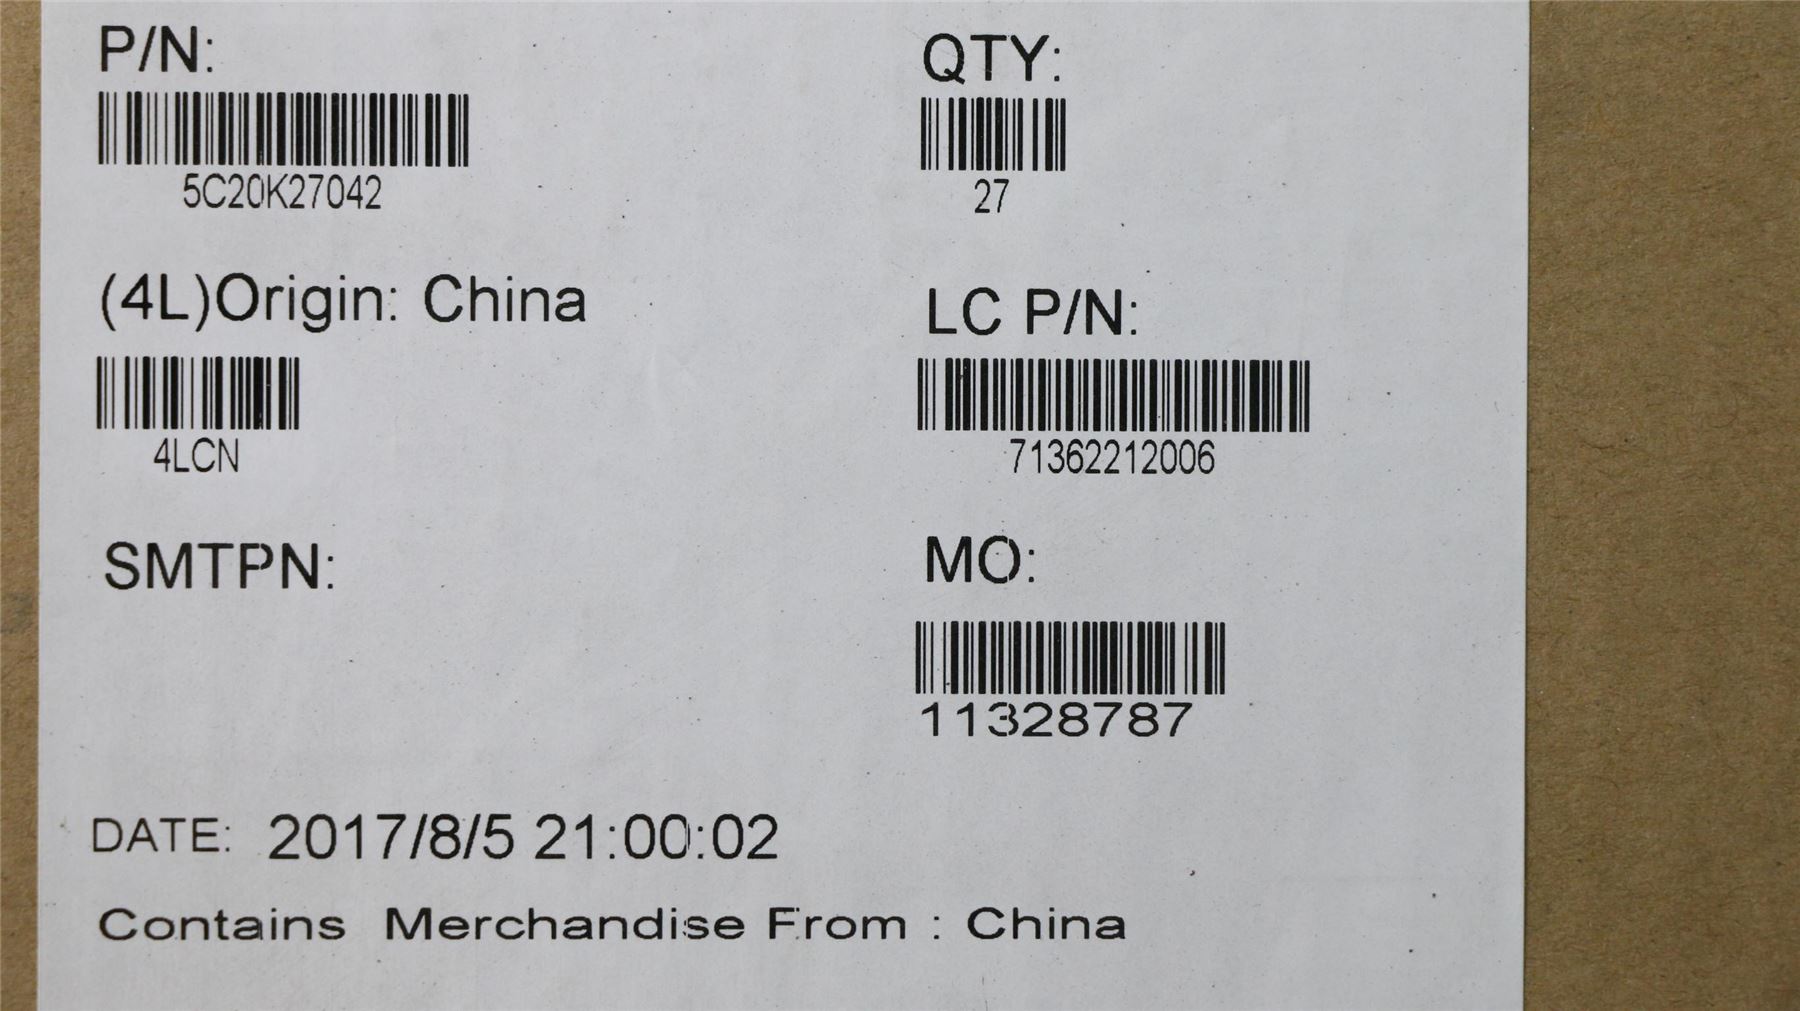 P/N:
QTY:
5C20K27042
27
(4L)Origin: China
LC P/N:
4LCN
71362212006
SMTPN:
MO:
11328787
DATE: 2017/8/5 21:00:02
Contains Merchandise From : China